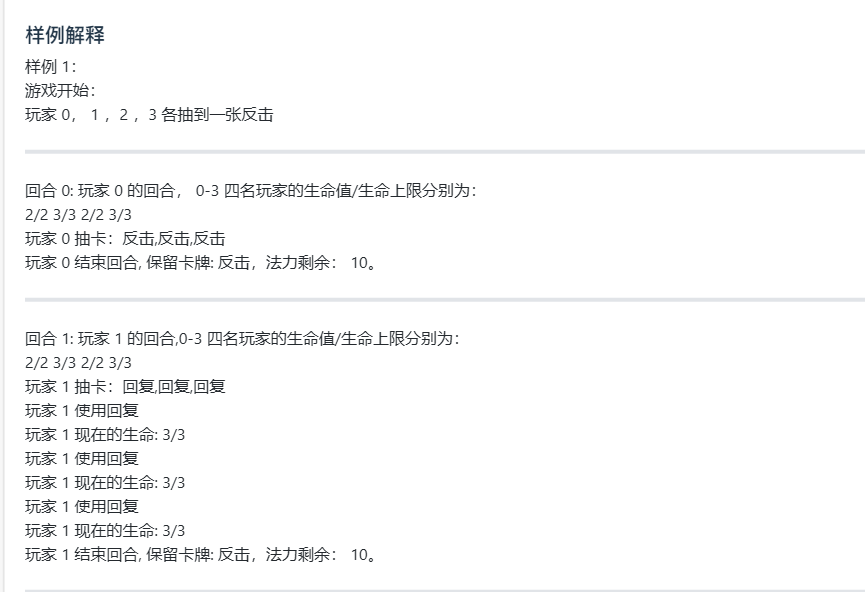 样例解释
样例 1：
游戏开始：
玩家 0， 1 ，2 ，3 各抽到一张反击
回合 0: 玩家 0 的回合， 0-3 四名玩家的生命值/生命上限分别为：
2/2 3/3 2/2 3/3
玩家 0 抽卡：反击,反击,反击
玩家 0 结束回合, 保留卡牌: 反击，法力剩余： 10。
回合 1: 玩家 1 的回合,0-3 四名玩家的生命值/生命上限分别为：
2/2 3/3 2/2 3/3
玩家 1 抽卡：回复,回复,回复
玩家 1 使用回复
玩家 1 现在的生命: 3/3
玩家 1 使用回复
玩家 1 现在的生命: 3/3
玩家 1 使用回复
玩家 1 现在的生命: 3/3
玩家 1 结束回合, 保留卡牌: 反击，法力剩余： 10。